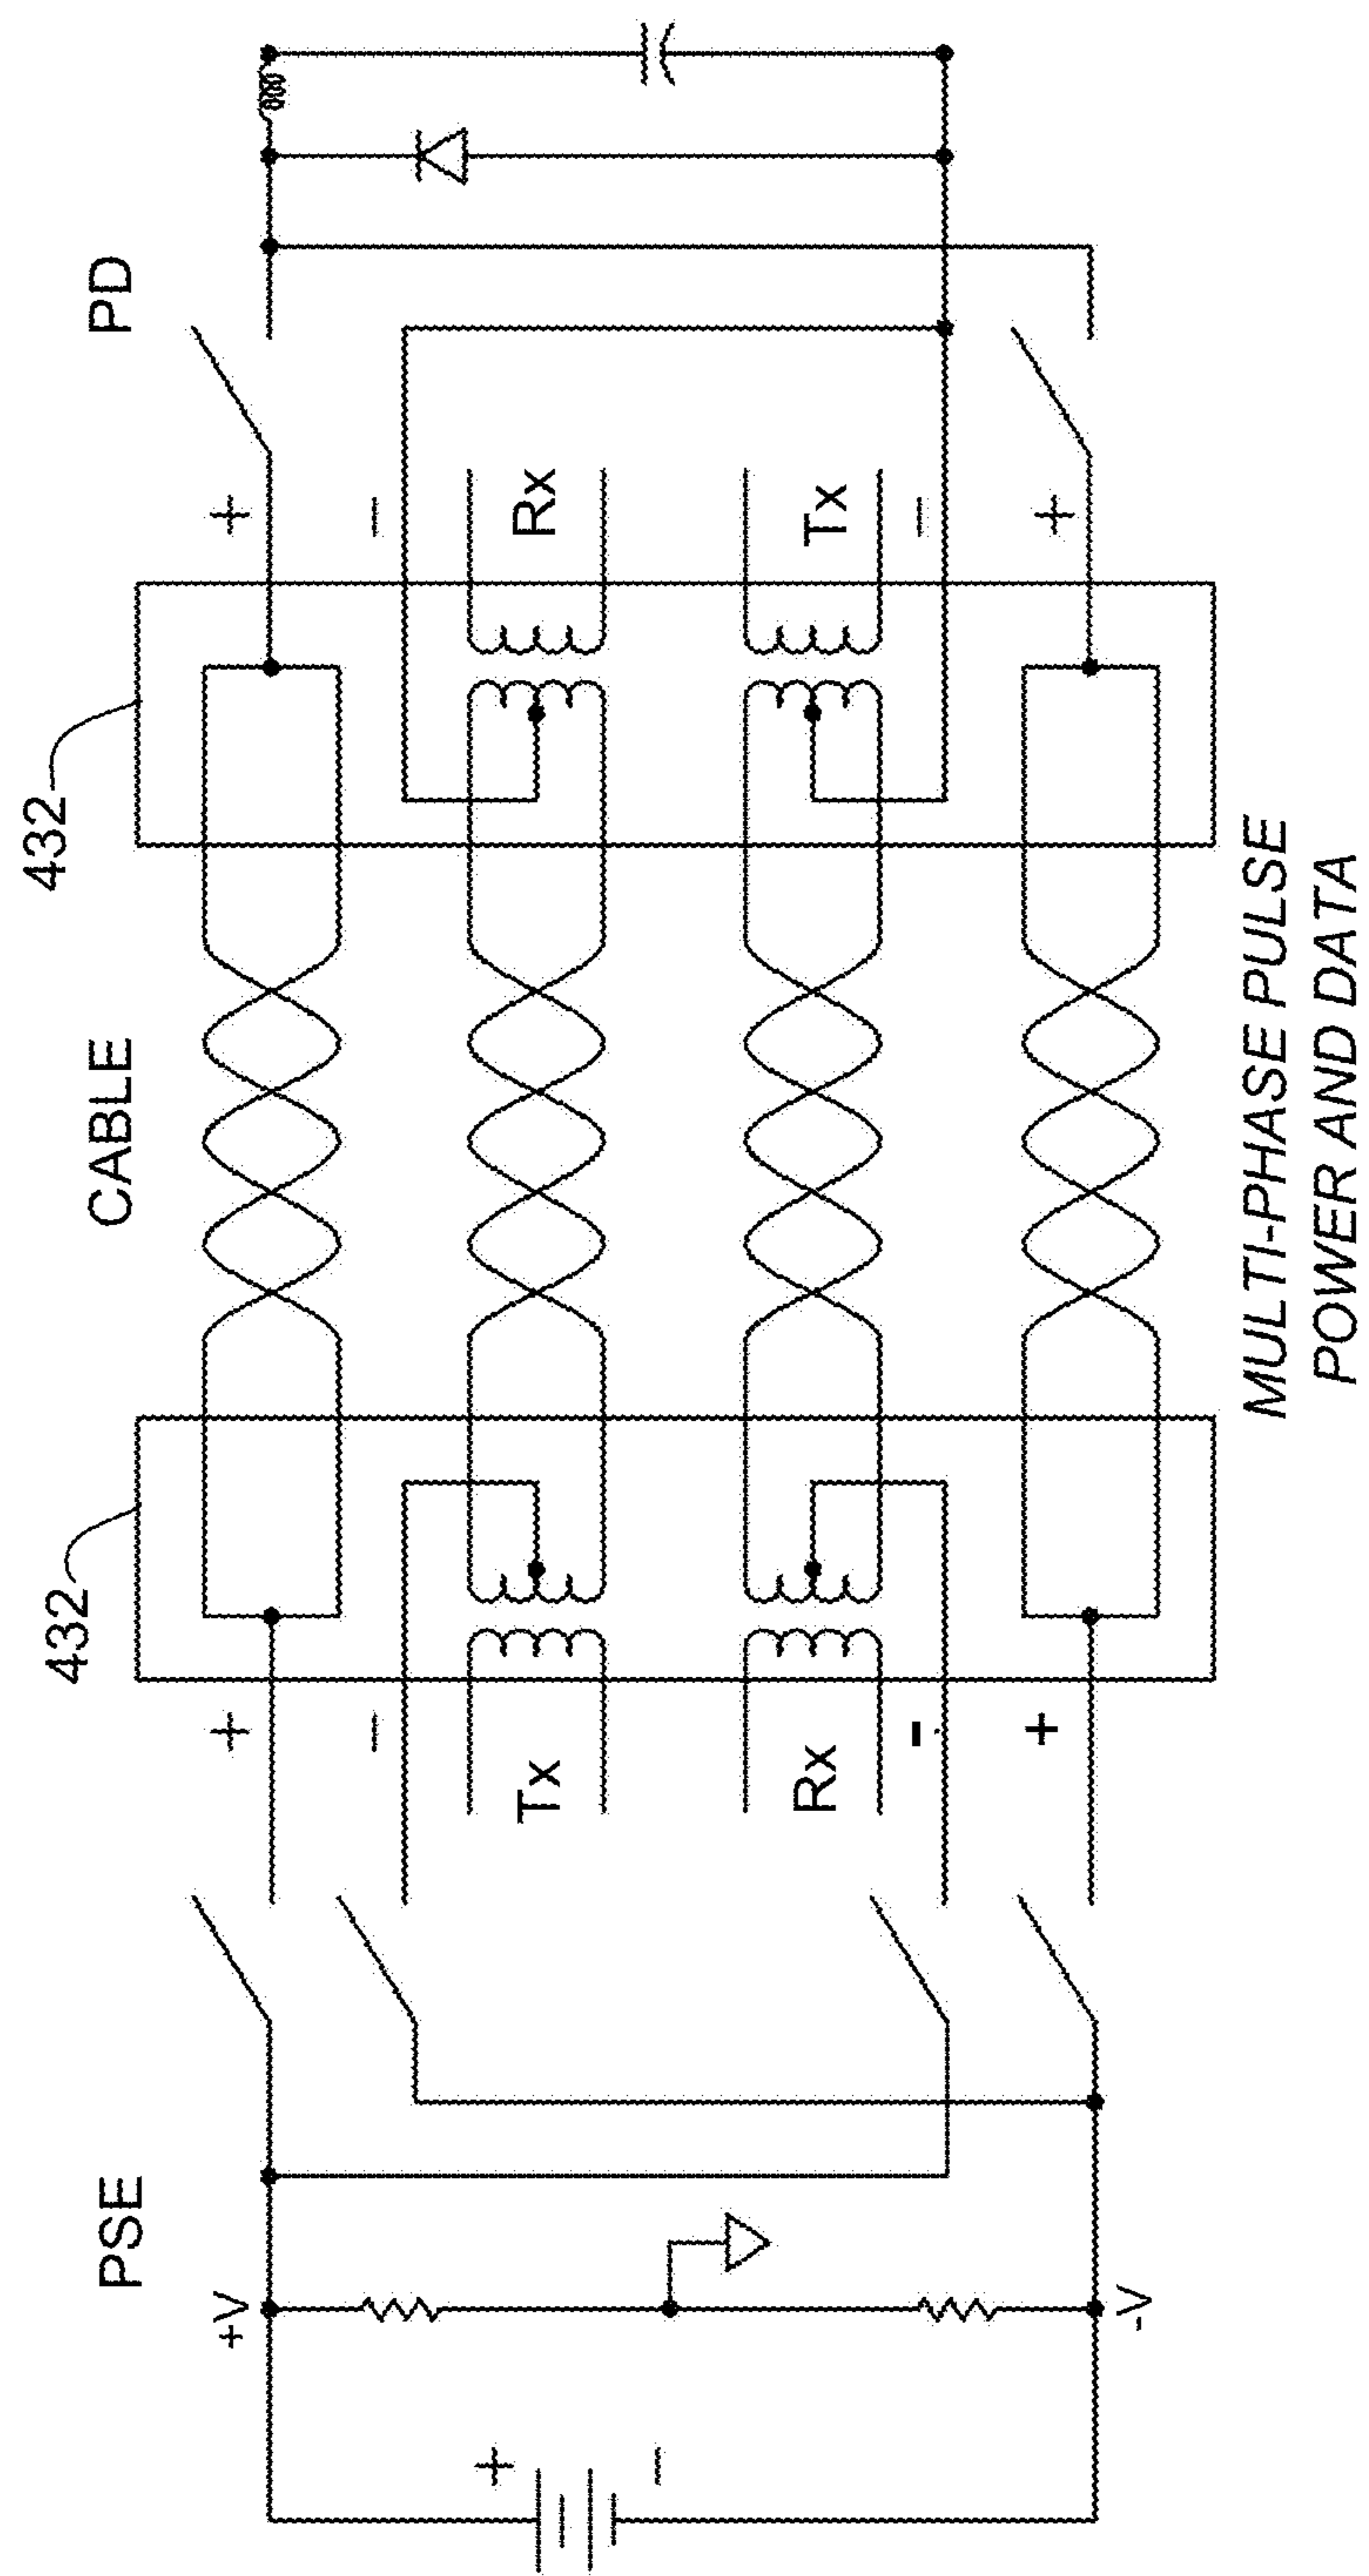 PSE
CABLE
PD
432
432
+V
-V
+
−
+
−
-
+
Tx
Rx
+
−
Rx
Tx
−
+
MULTI-PHASE PULSE
POWER AND DATA